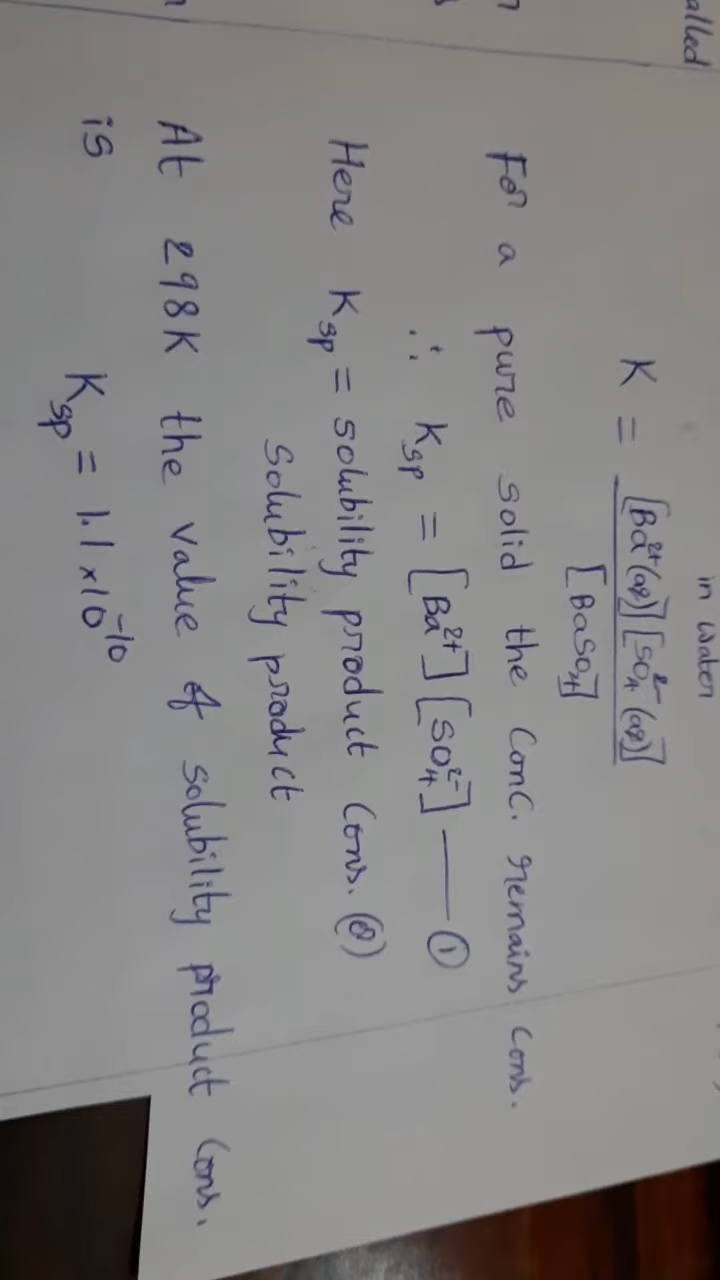 alled
in water
K = [Ba²⁺(aq)][SO₄²⁻(aq)]
[BaSO₄]
For a pure solid the conc. remains cons.
∴ Ksp = [Ba²⁺][SO₄²⁻] — ①
Here Ksp = solubility product cons. (or)
solubility product
At 298K the value of solubility product cons.
is
Ksp = 1.1 × 10⁻¹⁰